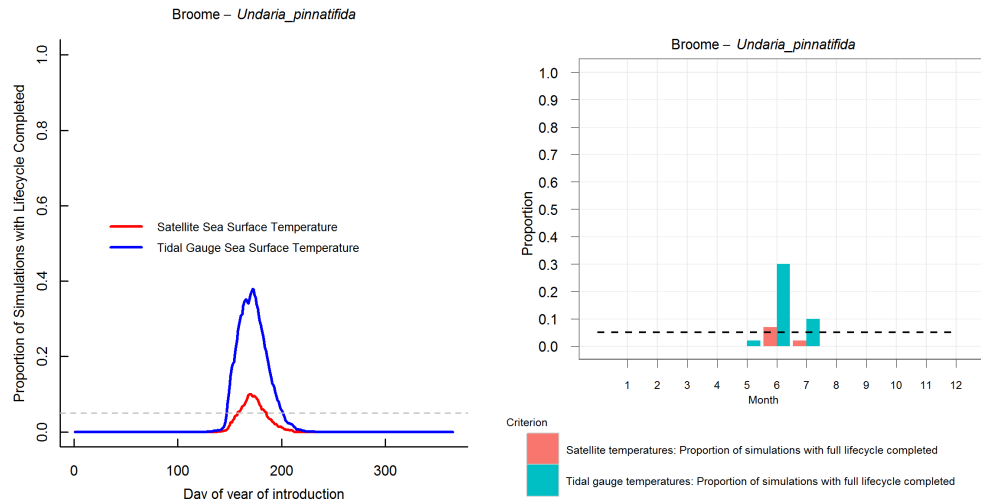 Broome – Undaria_pinnatifida
Proportion of Simulations with Lifecycle Completed
1.0
0.8
0.6
0.4
0.2
0.0
Satellite Sea Surface Temperature
Tidal Gauge Sea Surface Temperature
0
100
200
300
Day of year of introduction
Broome – Undaria_pinnatifida
Proportion
1.0
0.9
0.8
0.7
0.6
0.5
0.4
0.3
0.2
0.1
0.0
1 2 3 4 5 6 7 8 9 10 11 12
Month
Criterion
Satellite temperatures: Proportion of simulations with full lifecycle completed
Tidal gauge temperatures: Proportion of simulations with full lifecycle completed